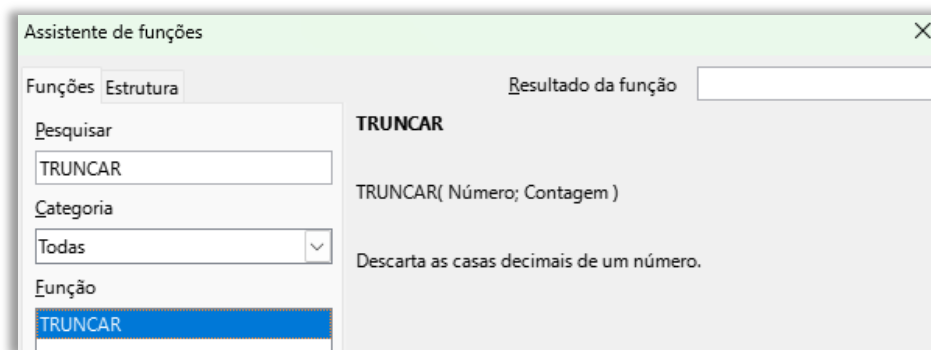 Assistente de funções
Funções Estrutura
Resultado da função
Pesquisar
TRUNCAR
Categoria
Todas
Função
TRUNCAR
TRUNCAR
TRUNCAR( Número; Contagem )
Descarta as casas decimais de um número.